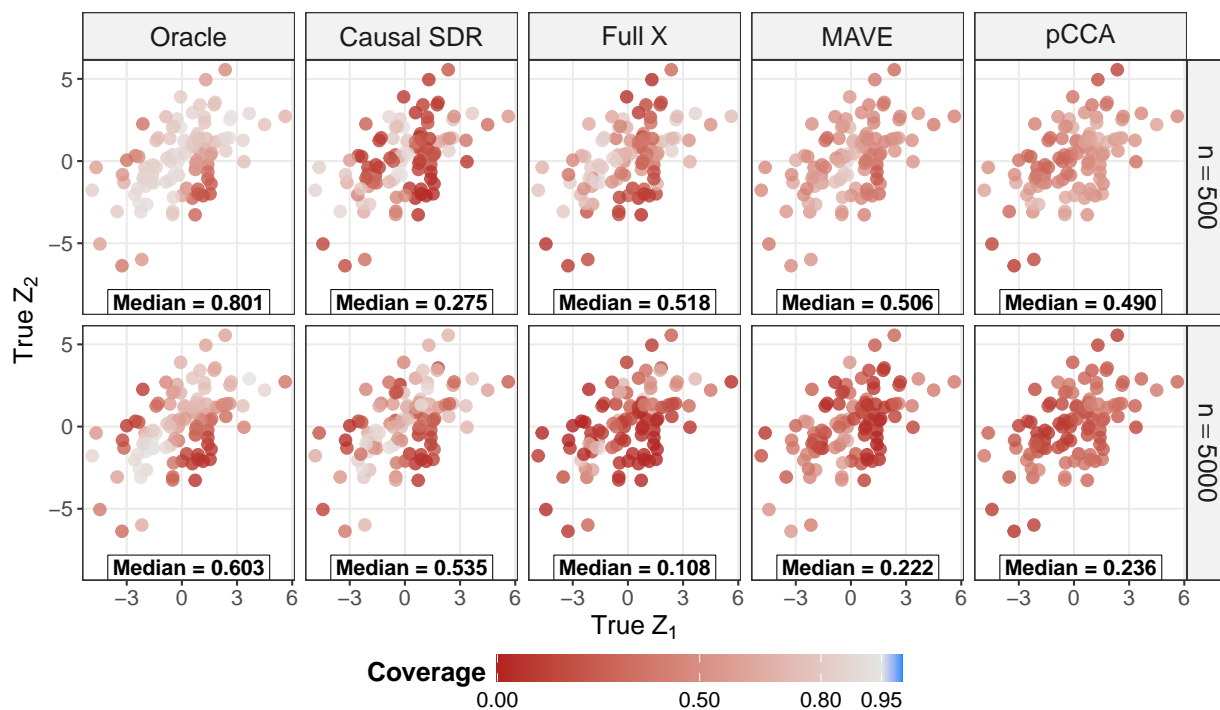 Oracle
Causal SDR
Full X
MAVE
pCCA
5
0
−5
Median = 0.801
Median = 0.275
Median = 0.518
Median = 0.506
Median = 0.490
n = 500
True Z₂
5
0
−5
Median = 0.603
Median = 0.535
Median = 0.108
Median = 0.222
Median = 0.236
n = 5000
−3 0 3 6
−3 0 3 6
−3 0 3 6
−3 0 3 6
−3 0 3 6
True Z₁
Coverage
0.00 0.50 0.80 0.95